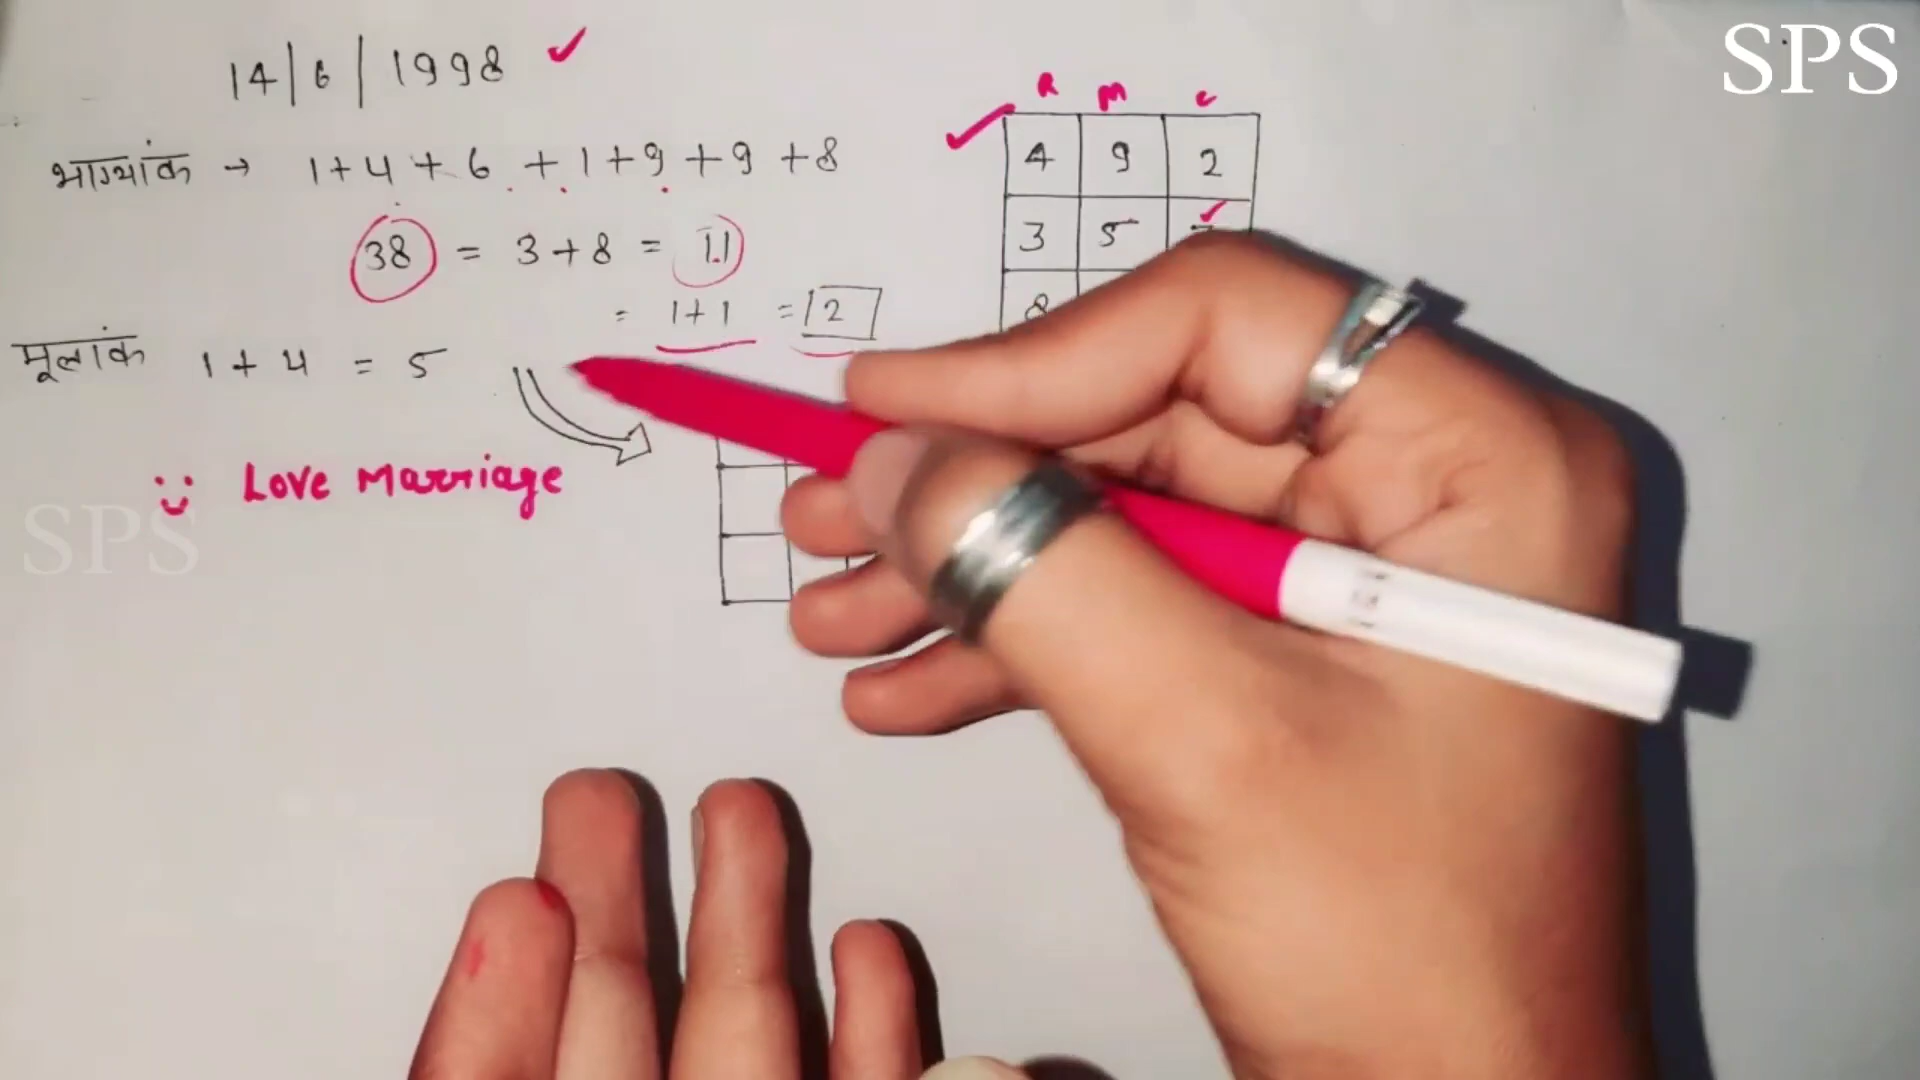 SPS
14/6/1998
R M C
भाग्यांक → 1+4+6+1+9+9+8
4 9 2
38 = 3+8 = 11
3 5
= 1+1 = 2
8
मूलांक 1+4 = 5
Love Marriage
SPS